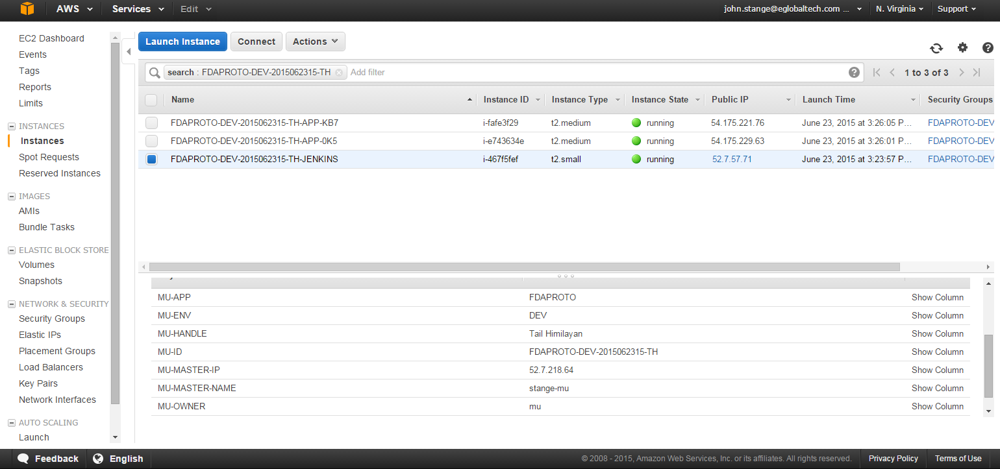 AWS Services Edit john.stange@eglobaltech.com ... N. Virginia Support
EC2 Dashboard
Events
Tags
Reports
Limits
INSTANCES
Instances
Spot Requests
Reserved Instances
IMAGES
AMIs
Bundle Tasks
ELASTIC BLOCK STORE
Volumes
Snapshots
NETWORK & SECURITY
Security Groups
Elastic IPs
Placement Groups
Load Balancers
Key Pairs
Network Interfaces
AUTO SCALING
Launch
Launch Instance Connect Actions
search : FDAPROTO-DEV-2015062315-TH Add filter 1 to 3 of 3
Name Instance ID Instance Type Instance State Public IP Launch Time Security Groups
FDAPROTO-DEV-2015062315-TH-APP-KB7 i-fafe3f29 t2.medium running 54.175.221.76 June 23, 2015 at 3:26:05 P... FDAPROTO-DEV
FDAPROTO-DEV-2015062315-TH-APP-0K5 i-e743634e t2.medium running 54.175.229.63 June 23, 2015 at 3:26:01 P... FDAPROTO-DEV
FDAPROTO-DEV-2015062315-TH-JENKINS i-467f5fef t2.small running 52.7.57.71 June 23, 2015 at 3:23:57 P... FDAPROTO-DEV
MU-APP FDAPROTO Show Column
MU-ENV DEV Show Column
MU-HANDLE Tail Himilayan Show Column
MU-ID FDAPROTO-DEV-2015062315-TH Show Column
MU-MASTER-IP 52.7.218.64 Show Column
MU-MASTER-NAME stange-mu Show Column
MU-OWNER mu Show Column
Feedback English © 2008 - 2015, Amazon Web Services, Inc. or its affiliates. All rights reserved. Privacy Policy Terms of Use